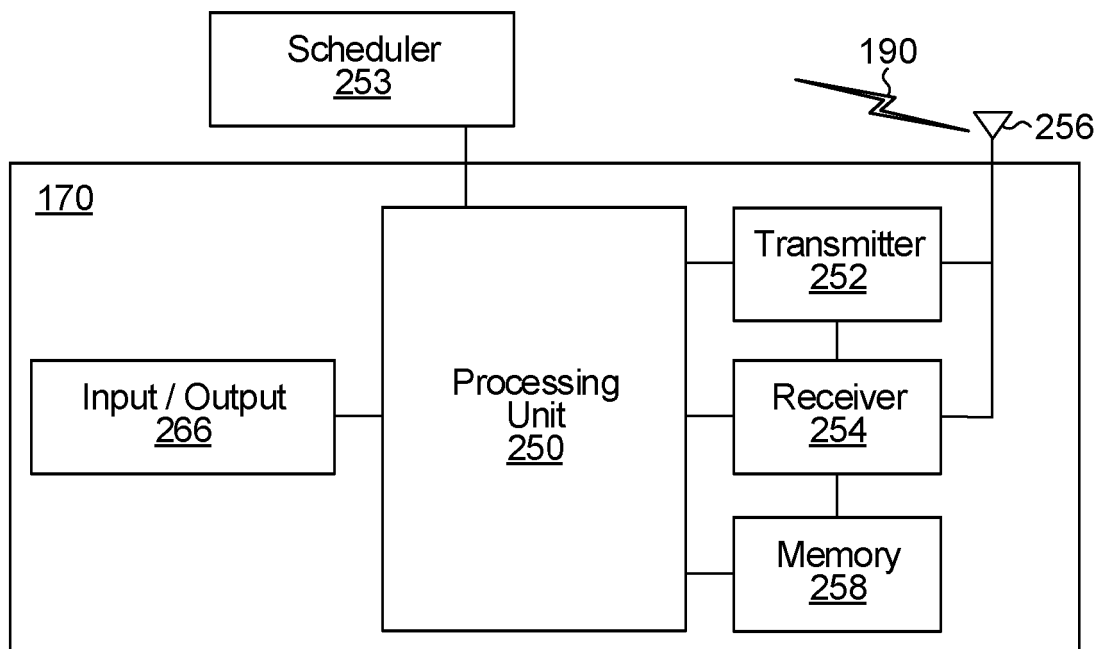 Scheduler
253
190
256
170
Transmitter
252
Input / Output
266
Processing
Unit
250
Receiver
254
Memory
258